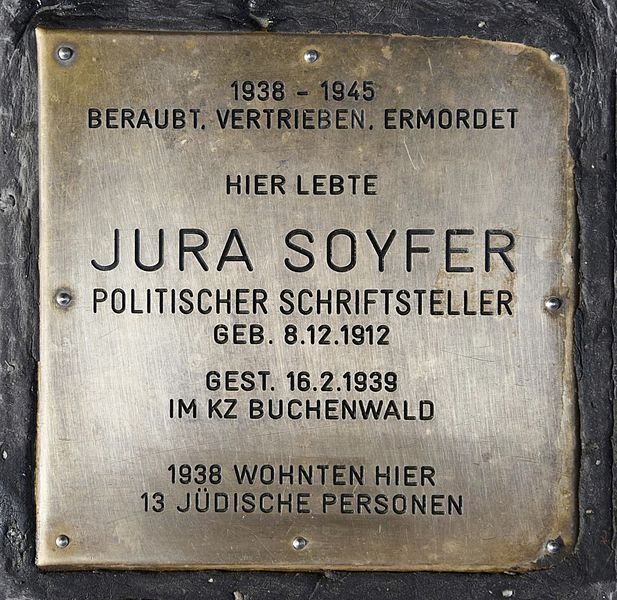 1938 - 1945
BERAUBT, VERTRIEBEN, ERMORDET
HIER LEBTE
JURA SOYFER
POLITISCHER SCHRIFTSTELLER
GEB. 8.12.1912
GEST. 16.2.1939
IM KZ BUCHENWALD
1938 WOHNTEN HIER
13 JÜDISCHE PERSONEN